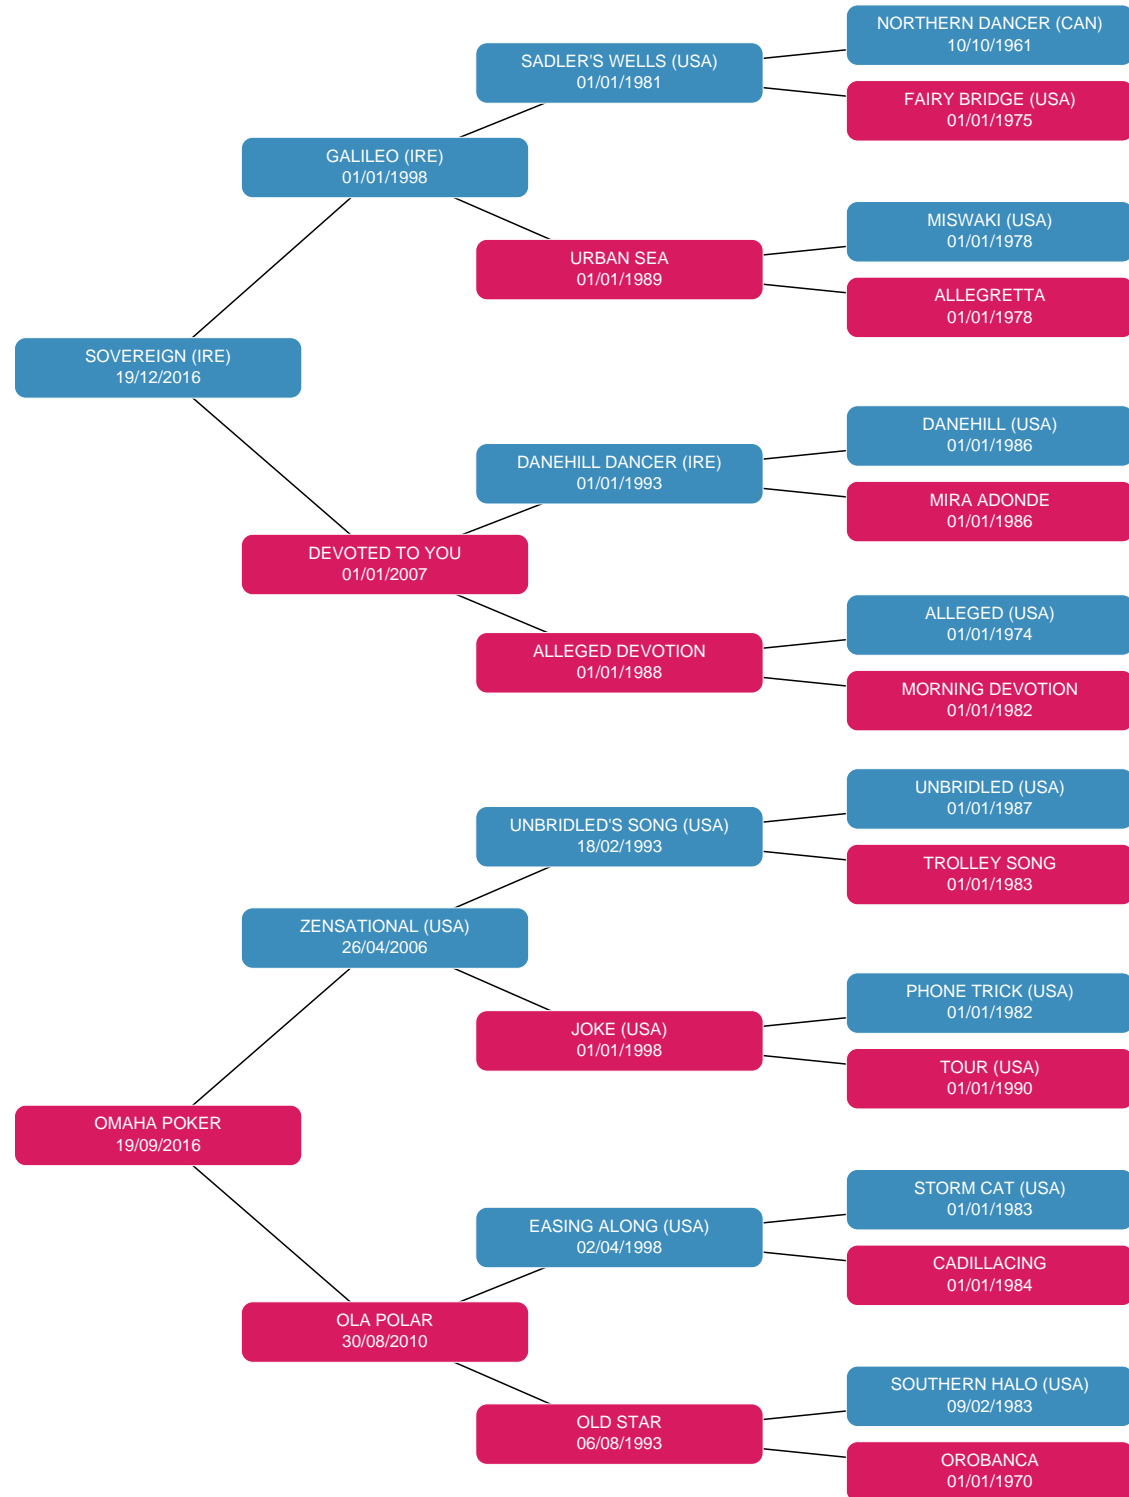 NORTHERN DANCER (CAN)
10/10/1961
SADLER'S WELLS (USA)
01/01/1981
FAIRY BRIDGE (USA)
01/01/1975
GALILEO (IRE)
01/01/1998
MISWAKI (USA)
01/01/1978
URBAN SEA
01/01/1989
ALLEGRETTA
01/01/1978
SOVEREIGN (IRE)
19/12/2016
DANEHILL (USA)
01/01/1986
DANEHILL DANCER (IRE)
01/01/1993
MIRA ADONDE
01/01/1986
DEVOTED TO YOU
01/01/2007
ALLEGED (USA)
01/01/1974
ALLEGED DEVOTION
01/01/1988
MORNING DEVOTION
01/01/1982
UNBRIDLED (USA)
01/01/1987
UNBRIDLED'S SONG (USA)
18/02/1993
TROLLEY SONG
01/01/1983
ZENSATIONAL (USA)
26/04/2006
PHONE TRICK (USA)
01/01/1982
JOKE (USA)
01/01/1998
TOUR (USA)
01/01/1990
OMAHA POKER
19/09/2016
STORM CAT (USA)
01/01/1983
EASING ALONG (USA)
02/04/1998
CADILLACING
01/01/1984
OLA POLAR
30/08/2010
SOUTHERN HALO (USA)
09/02/1983
OLD STAR
06/08/1993
OROBANCA
01/01/1970